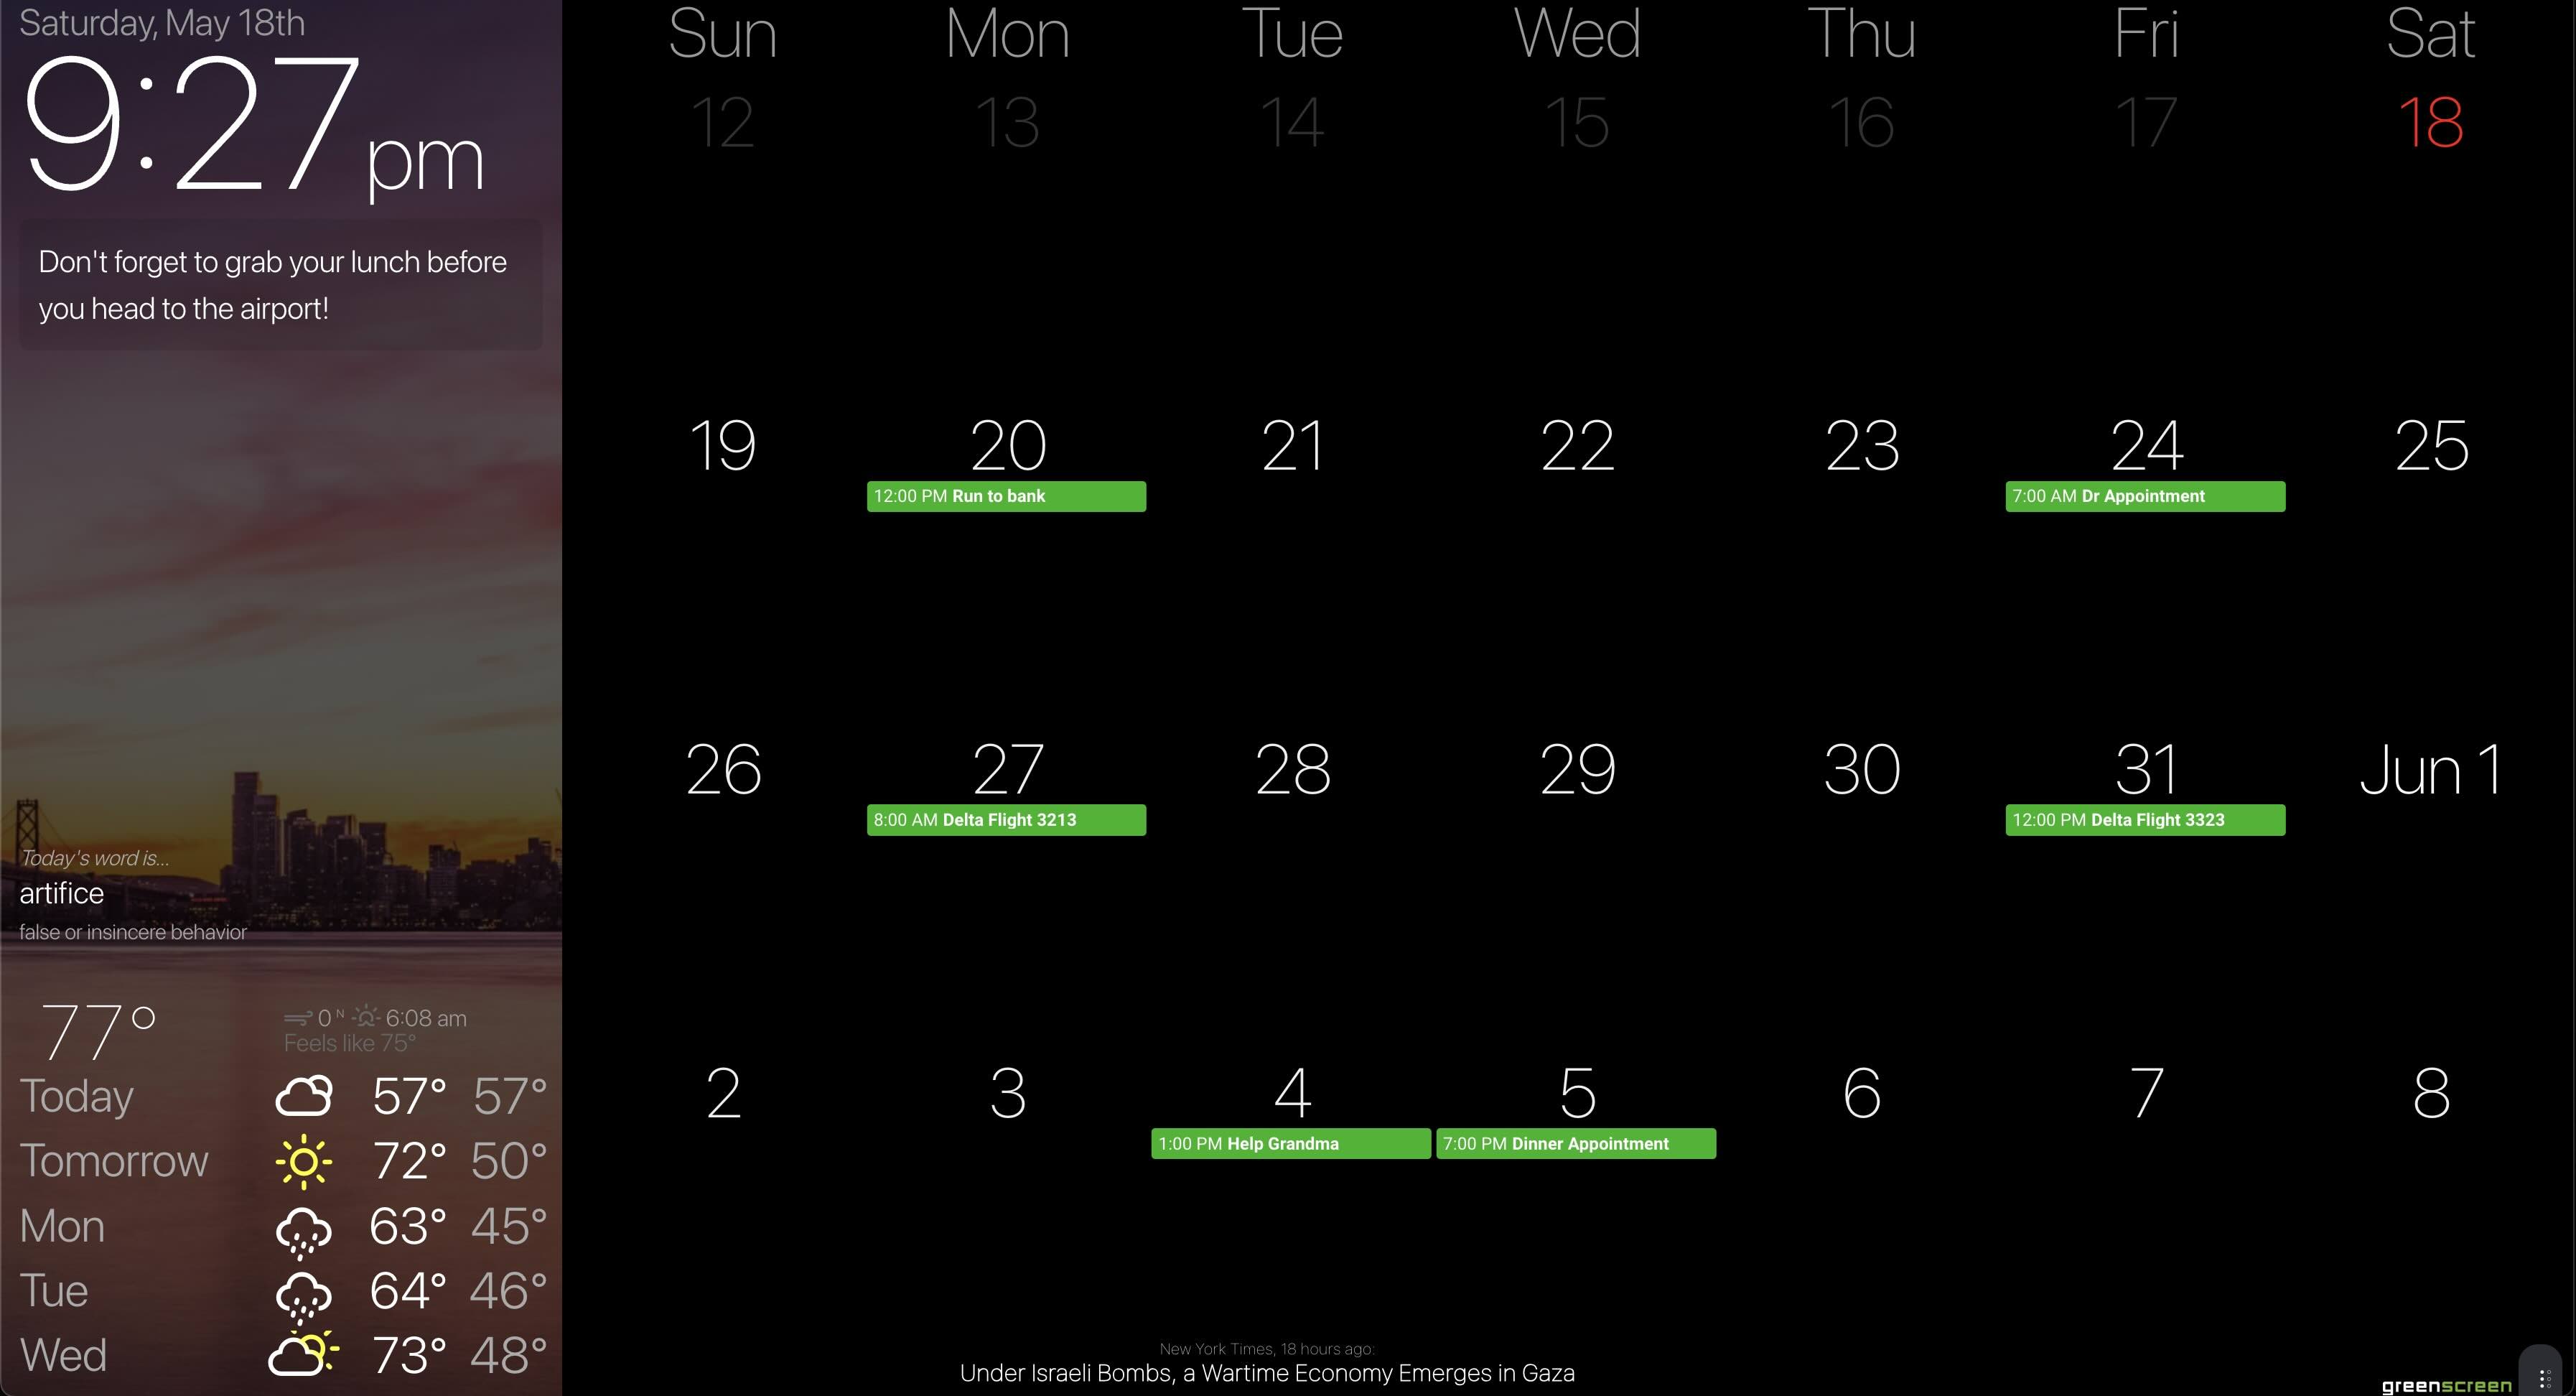 Saturday, May 18th
9:27 pm
Don't forget to grab your lunch before
you head to the airport!
Today's word is...
artifice
false or insincere behavior
77°
0 N 6:08 am
Feels like 75°
Today 57° 57°
Tomorrow 72° 50°
Mon 63° 45°
Tue 64° 46°
Wed 73° 48°
Sun Mon Tue Wed Thu Fri Sat
12 13 14 15 16 17 18
19 20 21 22 23 24 25
12:00 PM Run to bank
7:00 AM Dr Appointment
26 27 28 29 30 31 Jun 1
8:00 AM Delta Flight 3213
12:00 PM Delta Flight 3323
2 3 4 5 6 7 8
1:00 PM Help Grandma
7:00 PM Dinner Appointment
New York Times, 18 hours ago:
Under Israeli Bombs, a Wartime Economy Emerges in Gaza
greenscreen